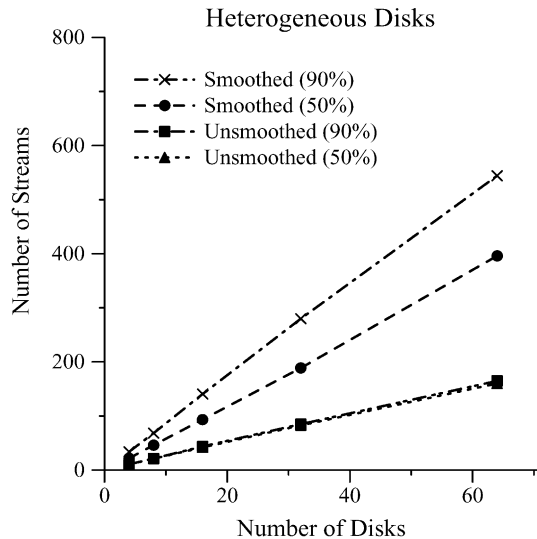 Heterogeneous Disks
800
Smoothed (90%)
Smoothed (50%)
Unsmoothed (90%)
Unsmoothed (50%)
600
400
200
0
Number of Streams
0 20 40 60
Number of Disks